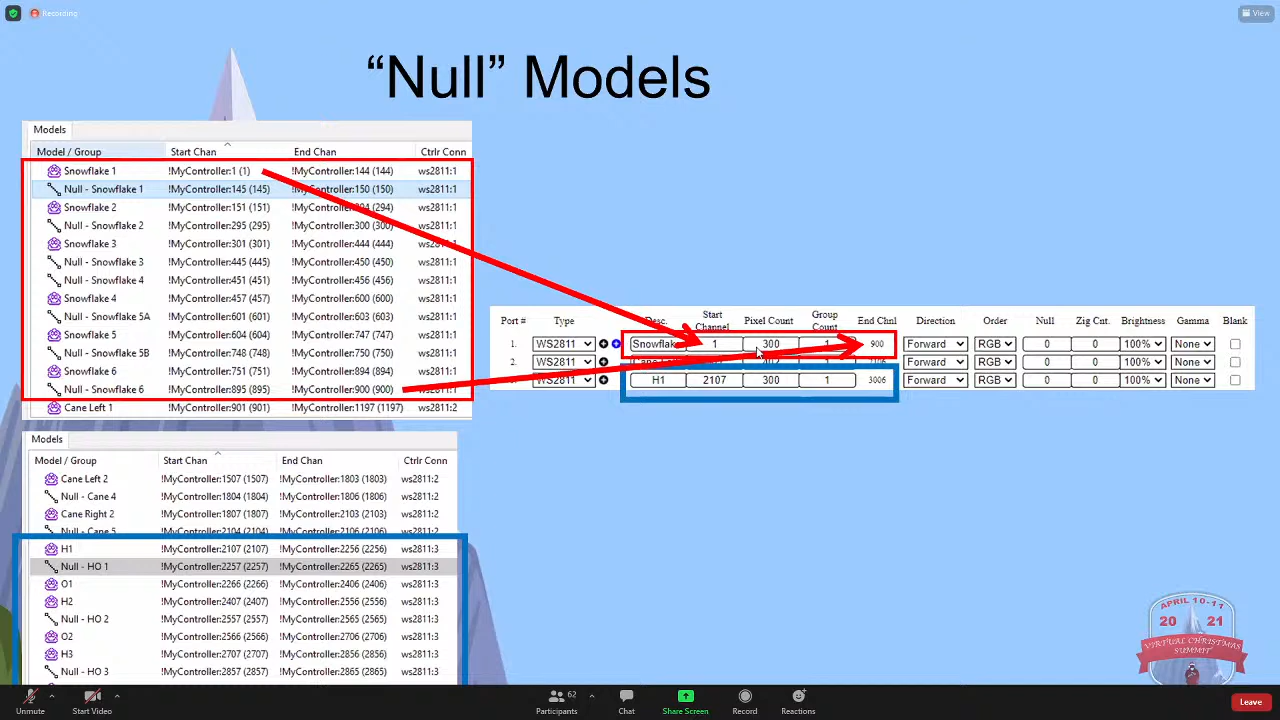 Recording
View
“Null” Models
Models
Model / Group Start Chan End Chan Ctrlr Conn
Snowflake 1 !MyController:1 (1) !MyController:144 (144) ws2811:1
Null - Snowflake 1 !MyController:145 (145) !MyController:150 (150) ws2811:1
Snowflake 2 !MyController:151 (151) (294) ws2811:1
Null - Snowflake 2 !MyController:295 (295) !MyController:300 (300) ws2811:1
Snowflake 3 !MyController:301 (301) !MyController:444 (444) ws2811:1
Null - Snowflake 3 !MyController:445 (445) !MyController:450 (450) ws2811:1
Null - Snowflake 4 !MyController:451 (451) !MyController:456 (456) ws2811:1
Snowflake 4 !MyController:457 (457) !MyController:600 (600) ws2811:1
Null - Snowflake 5A !MyController:601 (601) !MyController:603 (603) ws2811:1
Snowflake 5 !MyController:604 (604) !MyController:747 (747) ws2811:1
Null - Snowflake 5B !MyController:748 (748) !MyController:750 (750) ws2811:1
Snowflake 6 !MyController:751 (751) !MyController:894 (894) ws2811:1
Null - Snowflake 6 !MyController:895 (895) !MyController:900 (900) ws2811:1
Cane Left 1 !MyController:901 (901) !MyController:1197 (1197) ws2811:2
Port # Type Desc. Start Channel Pixel Count Group Count End Chnl Direction Order Null Zig Cnt. Brightness Gamma Blank
1. WS2811 Snowflak 1 300 1 900 Forward RGB 0 0 100% None
2. WS2811 Forward RGB 0 0 100% None
WS2811 H1 2107 300 1 3006 Forward RGB 0 0 100% None
Models
Model / Group Start Chan End Chan Ctrlr Conn
Cane Left 2 !MyController:1507 (1507) !MyController:1803 (1803) ws2811:2
Null - Cane 4 !MyController:1804 (1804) !MyController:1806 (1806) ws2811:2
Cane Right 2 !MyController:1807 (1807) !MyController:2103 (2103) ws2811:2
Null - Cane 5 !MyController:2104 (2104) !MyController:2106 (2106) ws2811:2
H1 !MyController:2107 (2107) !MyController:2256 (2256) ws2811:3
Null - HO 1 !MyController:2257 (2257) !MyController:2265 (2265) ws2811:3
O1 !MyController:2266 (2266) !MyController:2406 (2406) ws2811:3
H2 !MyController:2407 (2407) !MyController:2556 (2556) ws2811:3
Null - HO 2 !MyController:2557 (2557) !MyController:2565 (2565) ws2811:3
O2 !MyController:2566 (2566) !MyController:2706 (2706) ws2811:3
H3 !MyController:2707 (2707) !MyController:2856 (2856) ws2811:3
Null - HO 3 !MyController:2857 (2857) !MyController:2865 (2865) ws2811:3
APRIL 10-11
20 21
VIRTUAL CHRISTMAS
SUMMIT
Unmute Start Video Participants 62 Chat Share Screen Record Reactions Leave